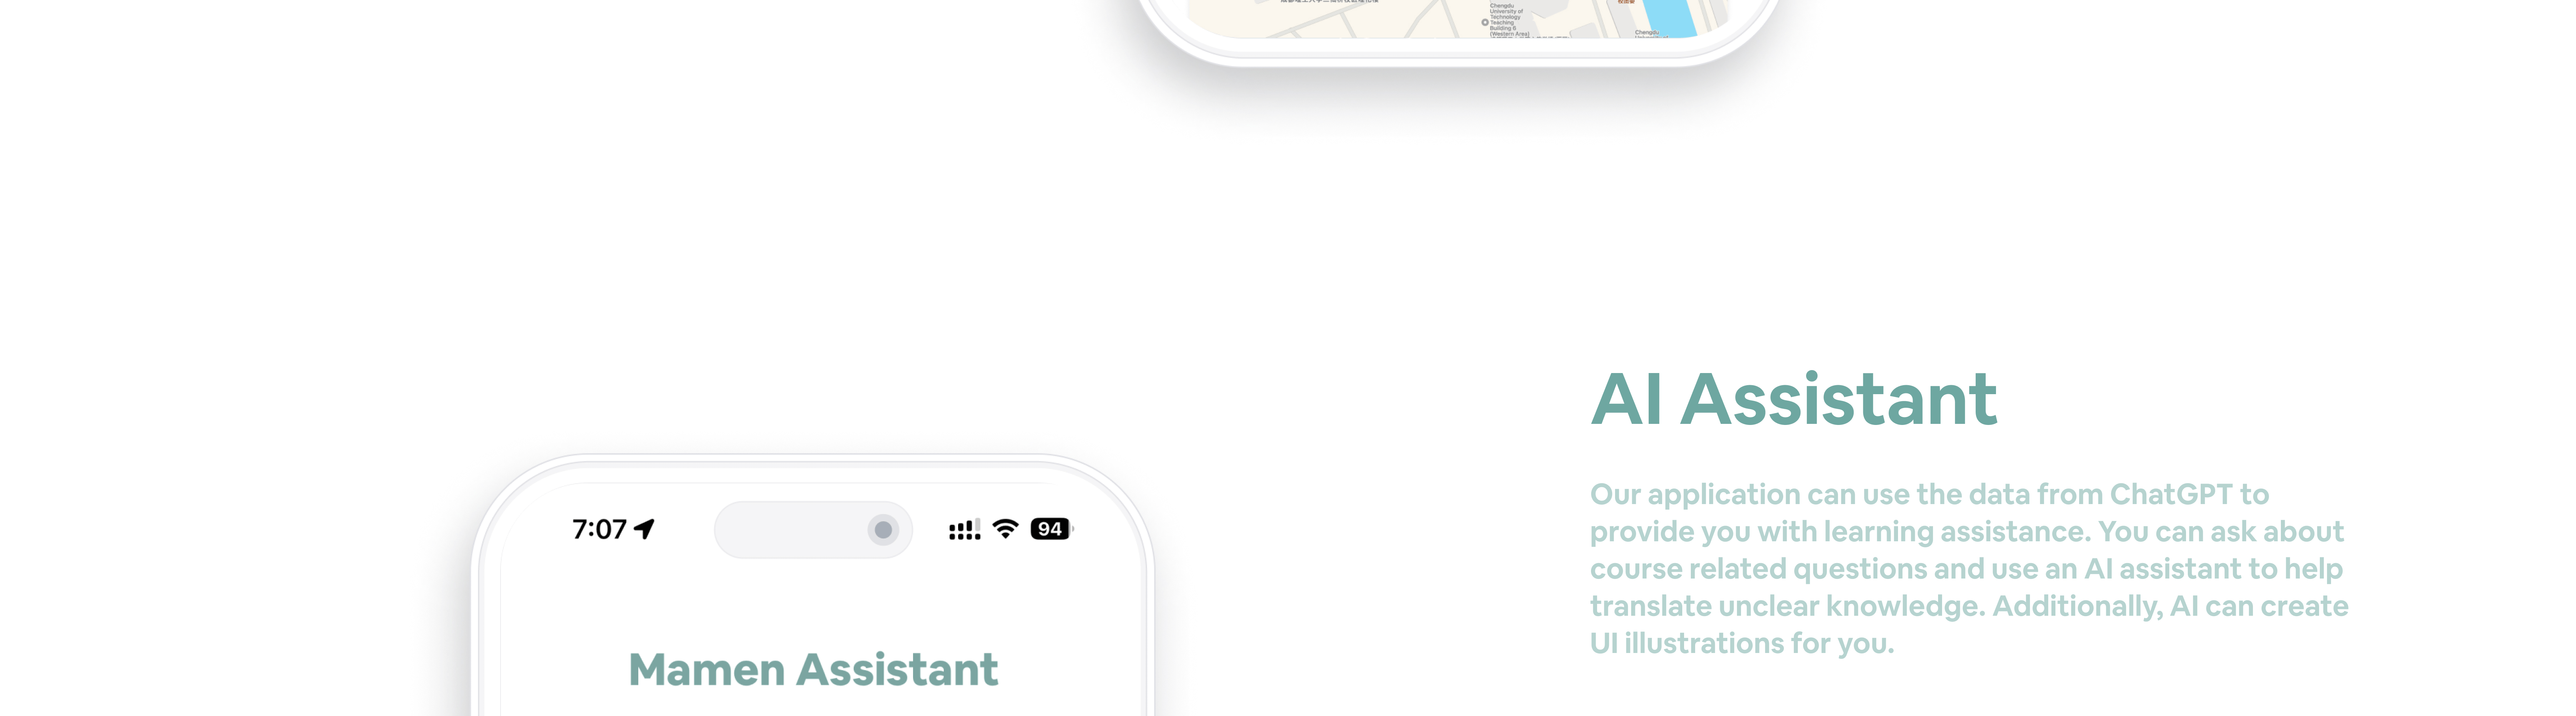 Chengdu
University of
Technology
Teaching
Building 6
(Western Area)
Chengdu
AI Assistant
Our application can use the data from ChatGPT to
provide you with learning assistance. You can ask about
course related questions and use an AI assistant to help
translate unclear knowledge. Additionally, AI can create
UI illustrations for you.
7:07
94
Mamen Assistant